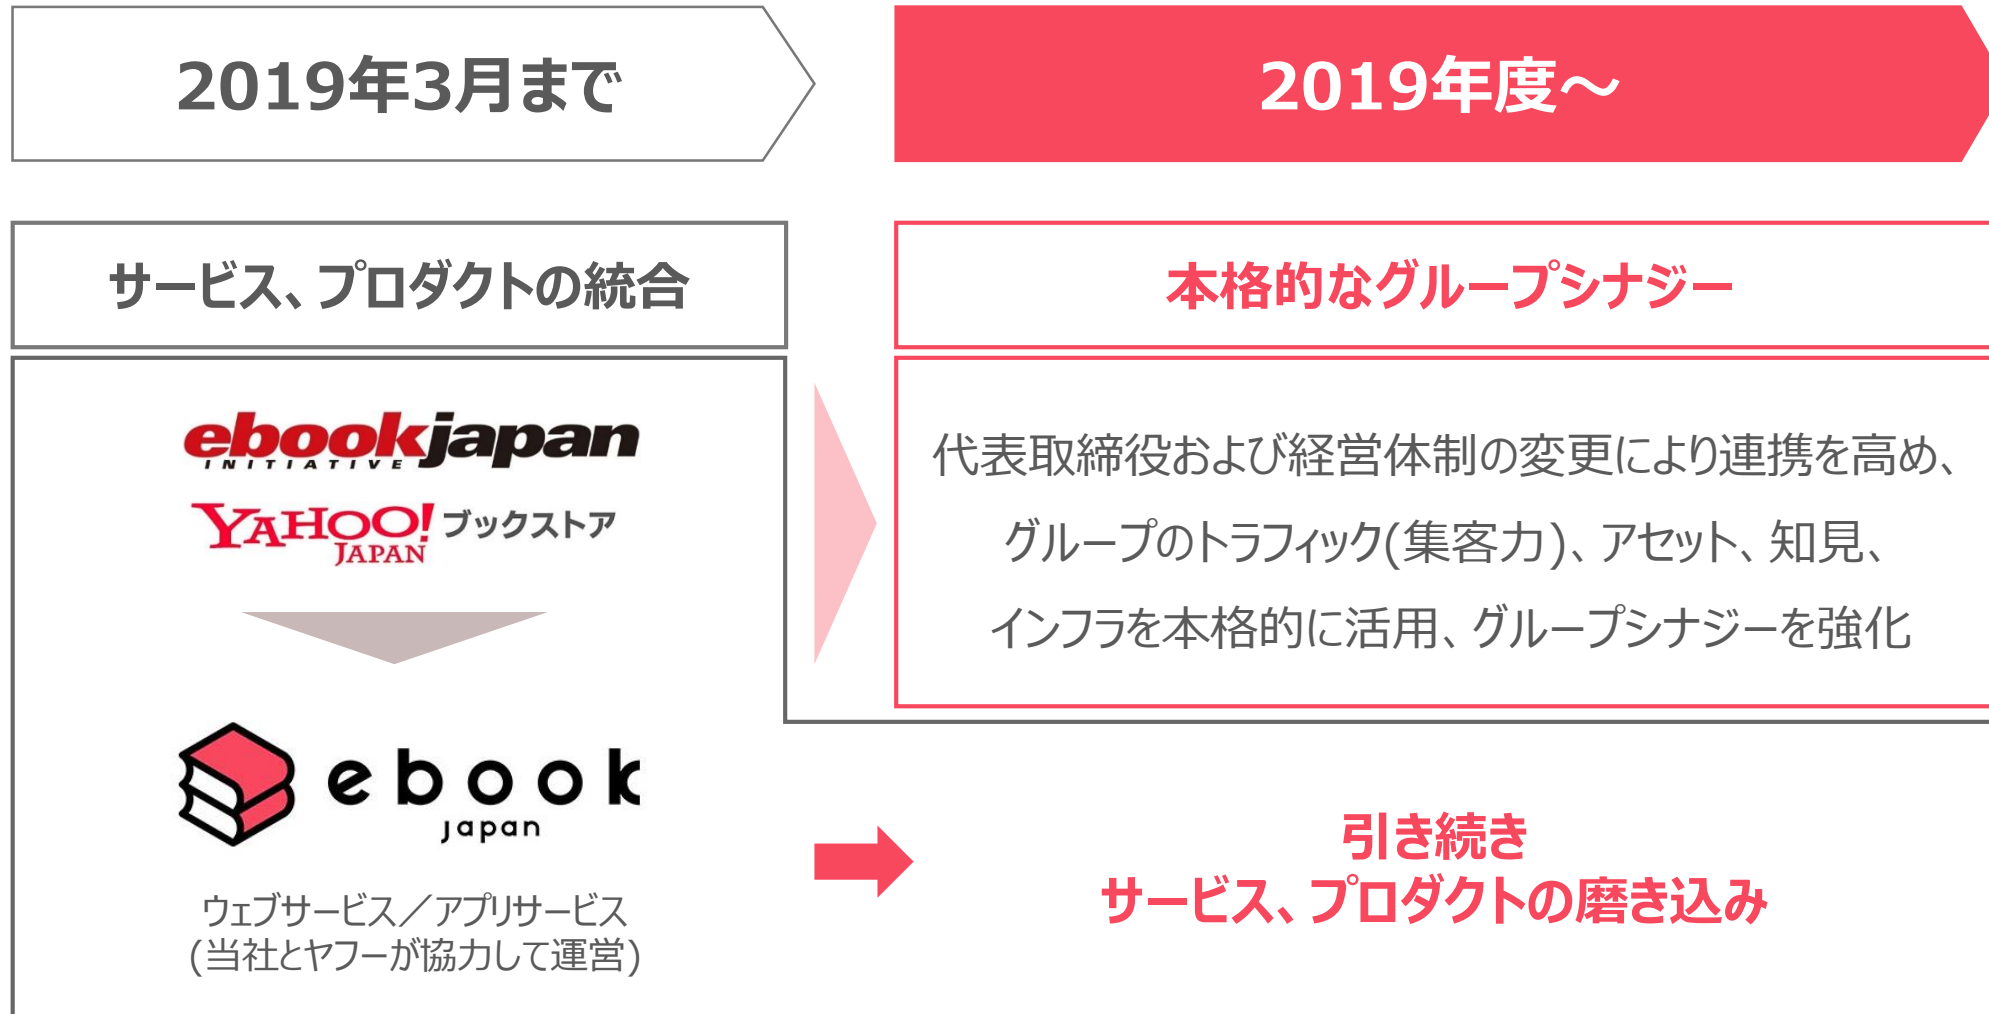 2019年3月まで
2019年度～
サービス、プロダクトの統合
本格的なグループシナジー
ebookjapan
INITIATIVE
YAHOO! ブックストア
JAPAN
代表取締役および経営体制の変更により連携を高め、
グループのトラフィック(集客力)、アセット、知見、
インフラを本格的に活用、グループシナジーを強化
ebook
japan
ウェブサービス／アプリサービス
(当社とヤフーが協力して運営)
引き続き
サービス、プロダクトの磨き込み